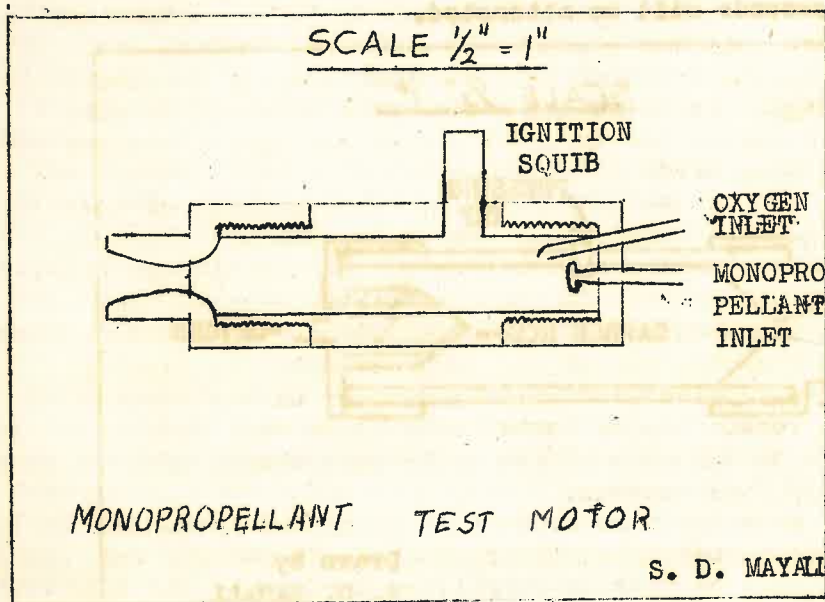 SCALE ½" = 1"
IGNITION
SQUIB
OXYGEN
INLET
MONOPRO
PELLANT
INLET
MONOPROPELLANT TEST MOTOR
S. D. MAYALL